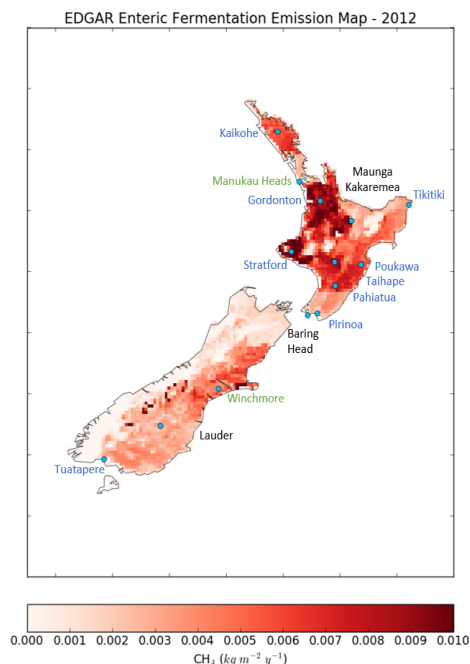 EDGAR Enteric Fermentation Emission Map - 2012
Kaikohe
Manukau Heads
Maunga
Kakaremea
Gordonton
Tikitiki
Stratford
Poukawa
Taihape
Pahiatua
Pirinoa
Baring
Head
Winchmore
Lauder
Tuatapere
0.000 0.001 0.002 0.003 0.004 0.005 0.006 0.007 0.008 0.009 0.010
CH₄ (kg m⁻² y⁻¹)